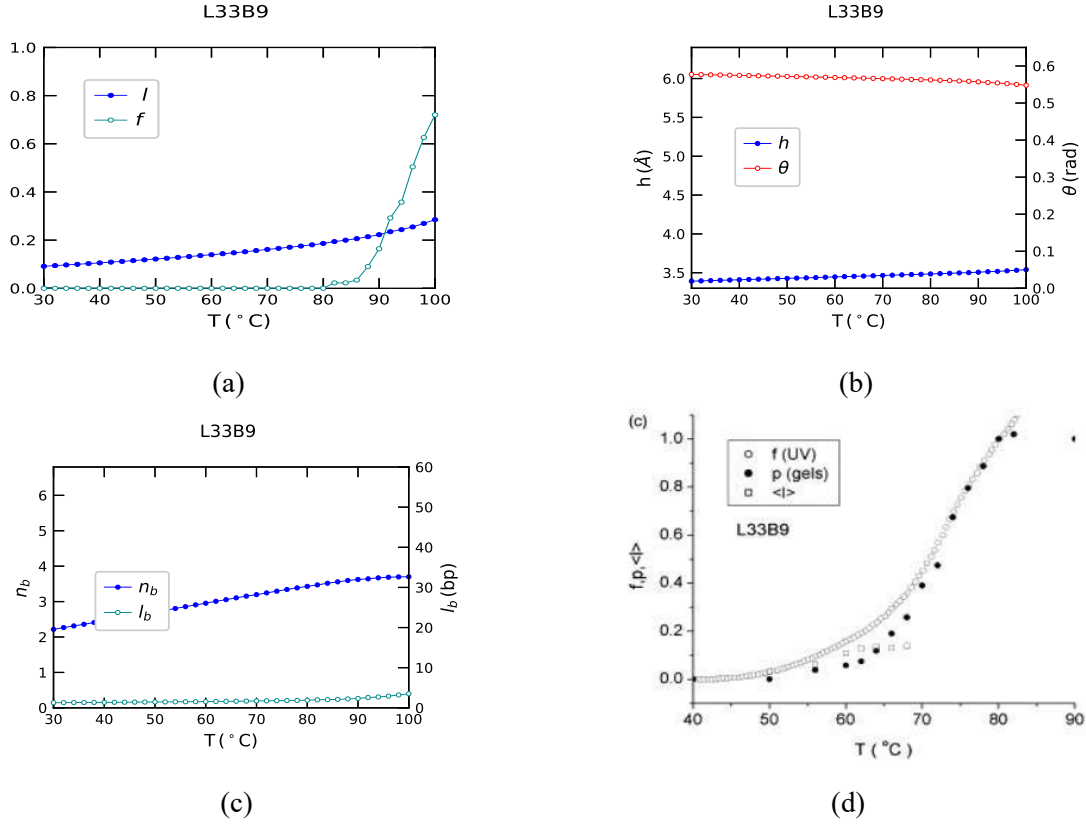 L33B9
1.0
0.8
0.6
0.4
0.2
0.0
l
f
30 40 50 60 70 80 90 100
T (°C)
(a)
L33B9
h (Å)
6.0
5.5
5.0
4.5
4.0
3.5
h
θ
0.6
0.5
0.4
0.3
0.2
0.1
0.0
θ (rad)
30 40 50 60 70 80 90 100
T (°C)
(b)
L33B9
n_b
6
5
4
3
2
1
0
n_b
l_b
60
50
40
30
20
10
0
l_b (bp)
30 40 50 60 70 80 90 100
T (°C)
(c)
(c)
f,p,<l>
1.0
0.8
0.6
0.4
0.2
0.0
f (UV)
p (gels)
<l>
L33B9
40 50 60 70 80 90
T (°C)
(d)